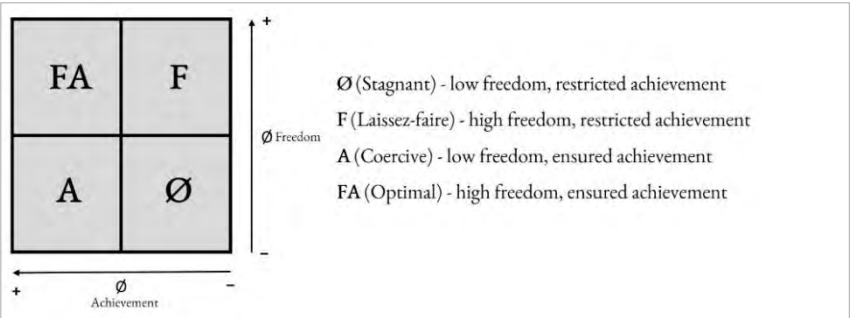 FA F
A Ø
+
Ø Freedom
−
+ Ø −
Achievement
Ø (Stagnant) - low freedom, restricted achievement
F (Laissez-faire) - high freedom, restricted achievement
A (Coercive) - low freedom, ensured achievement
FA (Optimal) - high freedom, ensured achievement